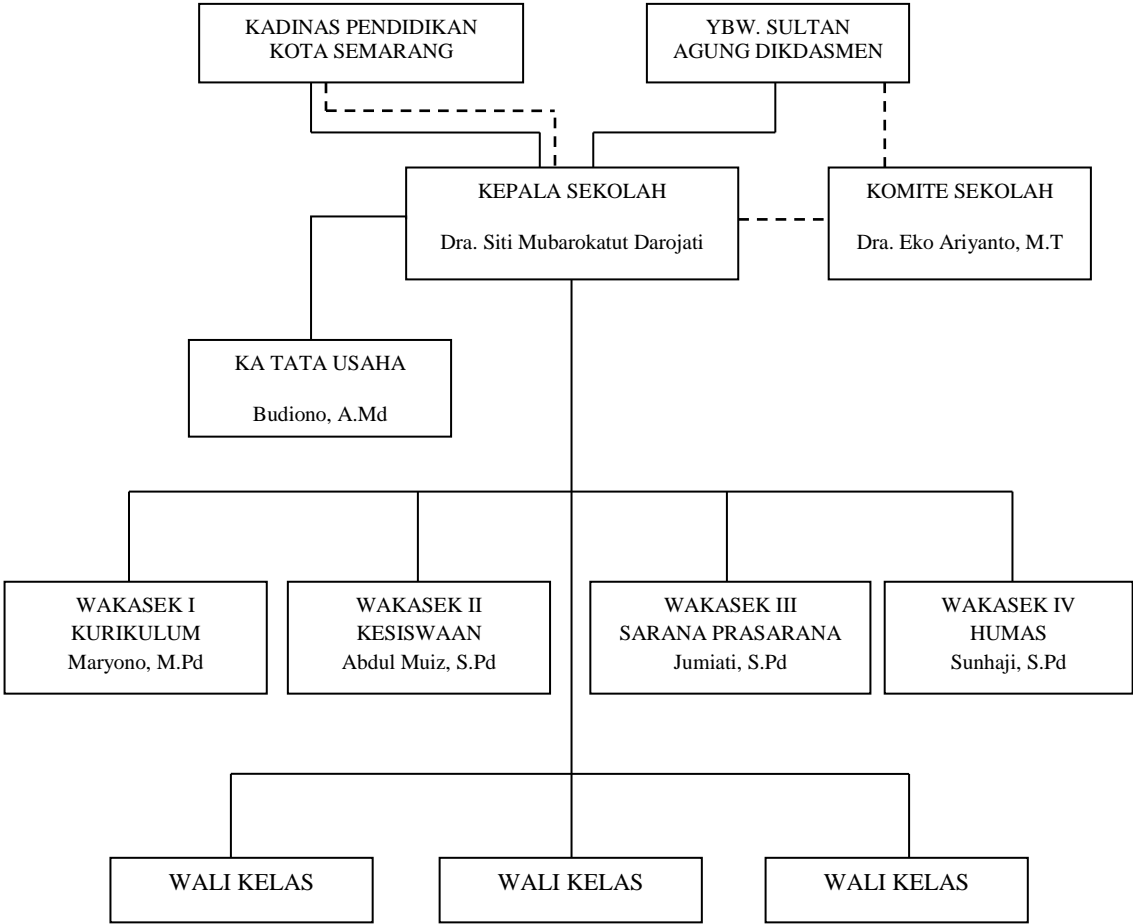 KADINAS PENDIDIKAN
KOTA SEMARANG
YBW. SULTAN
AGUNG DIKDASMEN
KEPALA SEKOLAH
Dra. Siti Mubarokatut Darojati
KOMITE SEKOLAH
Dra. Eko Ariyanto, M.T
KA TATA USAHA
Budiono, A.Md
WAKASEK I
KURIKULUM
Maryono, M.Pd
WAKASEK II
KESISWAAN
Abdul Muiz, S.Pd
WAKASEK III
SARANA PRASARANA
Jumiati, S.Pd
WAKASEK IV
HUMAS
Sunhaji, S.Pd
WALI KELAS
WALI KELAS
WALI KELAS